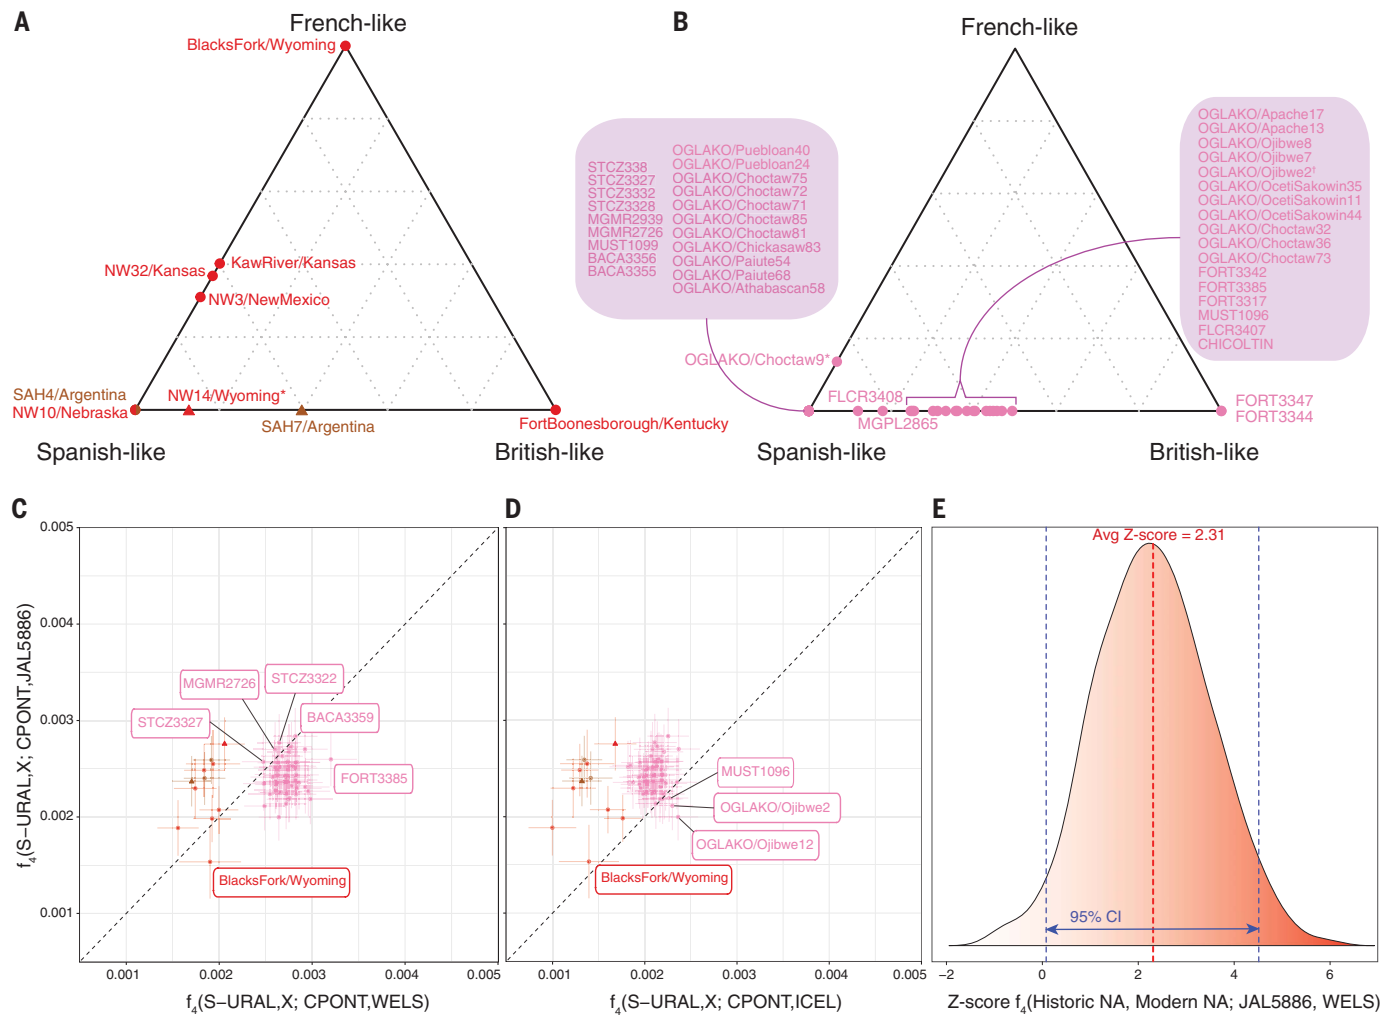 A
French-like
BlacksFork/Wyoming
KawRiver/Kansas
NW32/Kansas
NW3/NewMexico
SAH4/Argentina
NW14/Wyoming*
NW10/Nebraska
SAH7/Argentina
FortBoonesborough/Kentucky
Spanish-like
British-like
B
French-like
STCZ338
STCZ3327
STCZ3332
STCZ3328
MGMR2939
MGMR2726
MUST1099
BACA3356
BACA3355
OGLAKO/Puebloan40
OGLAKO/Puebloan24
OGLAKO/Choctaw75
OGLAKO/Choctaw72
OGLAKO/Choctaw71
OGLAKO/Choctaw85
OGLAKO/Choctaw81
OGLAKO/Chickasaw83
OGLAKO/Paiute54
OGLAKO/Paiute68
OGLAKO/Athabascan58
OGLAKO/Apache17
OGLAKO/Apache13
OGLAKO/Ojibwe8
OGLAKO/Ojibwe7
OGLAKO/Ojibwe2†
OGLAKO/OcetiSakowin35
OGLAKO/OcetiSakowin11
OGLAKO/OcetiSakowin44
OGLAKO/Choctaw32
OGLAKO/Choctaw36
OGLAKO/Choctaw73
FORT3342
FORT3385
FORT3317
MUST1096
FLCR3407
CHICOLTIN
OGLAKO/Choctaw9*
FLCR3408
MGPL2865
FORT3347
FORT3344
Spanish-like
British-like
C
0.005
0.004
0.003
0.002
0.001
f4(S−URAL,X; CPONT,JAL5886)
MGMR2726
STCZ3322
STCZ3327
BACA3359
FORT3385
BlacksFork/Wyoming
0.001
0.002
0.003
0.004
0.005
f4(S−URAL,X; CPONT,WELS)
D
MUST1096
OGLAKO/Ojibwe2
OGLAKO/Ojibwe12
BlacksFork/Wyoming
0.001
0.002
0.003
0.004
0.005
f4(S−URAL,X; CPONT,ICEL)
E
Avg Z-score = 2.31
95% CI
−2
0
2
4
6
Z-score f4(Historic NA, Modern NA; JAL5886, WELS)